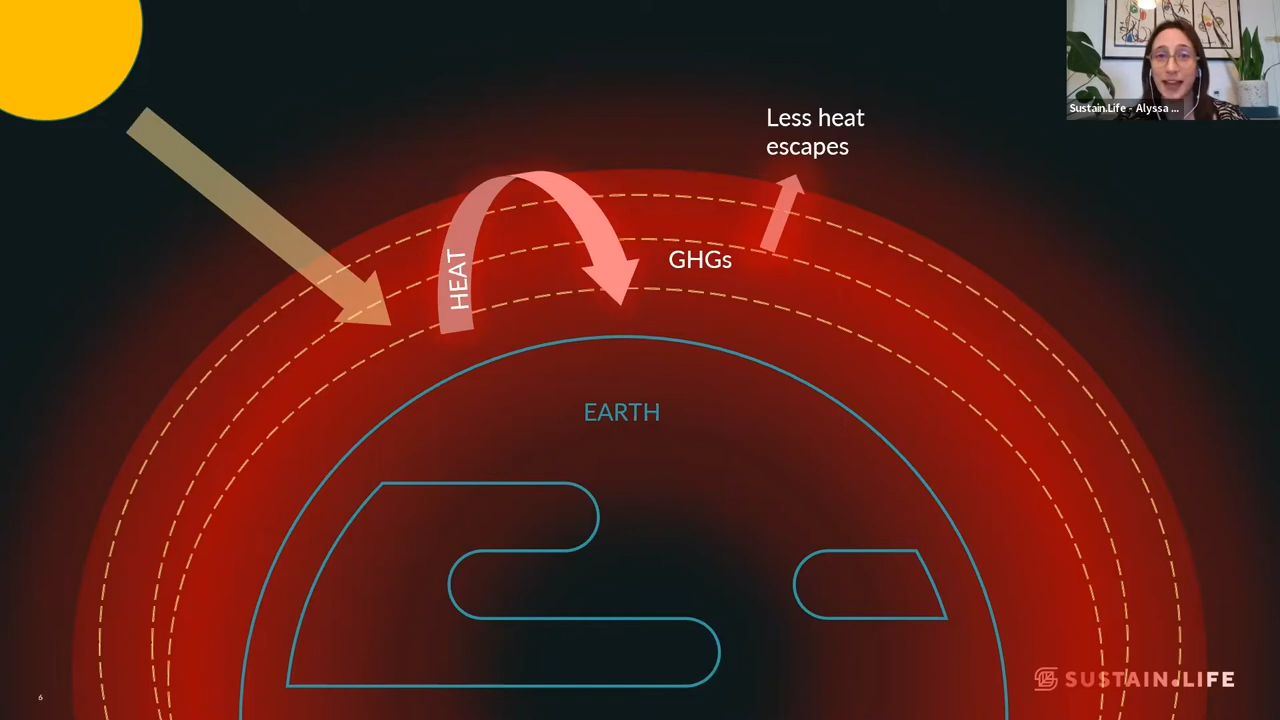 Sustain.Life - Alyssa ...
Less heat
escapes
HEAT
GHGs
EARTH
6
SUSTAIN.LIFE